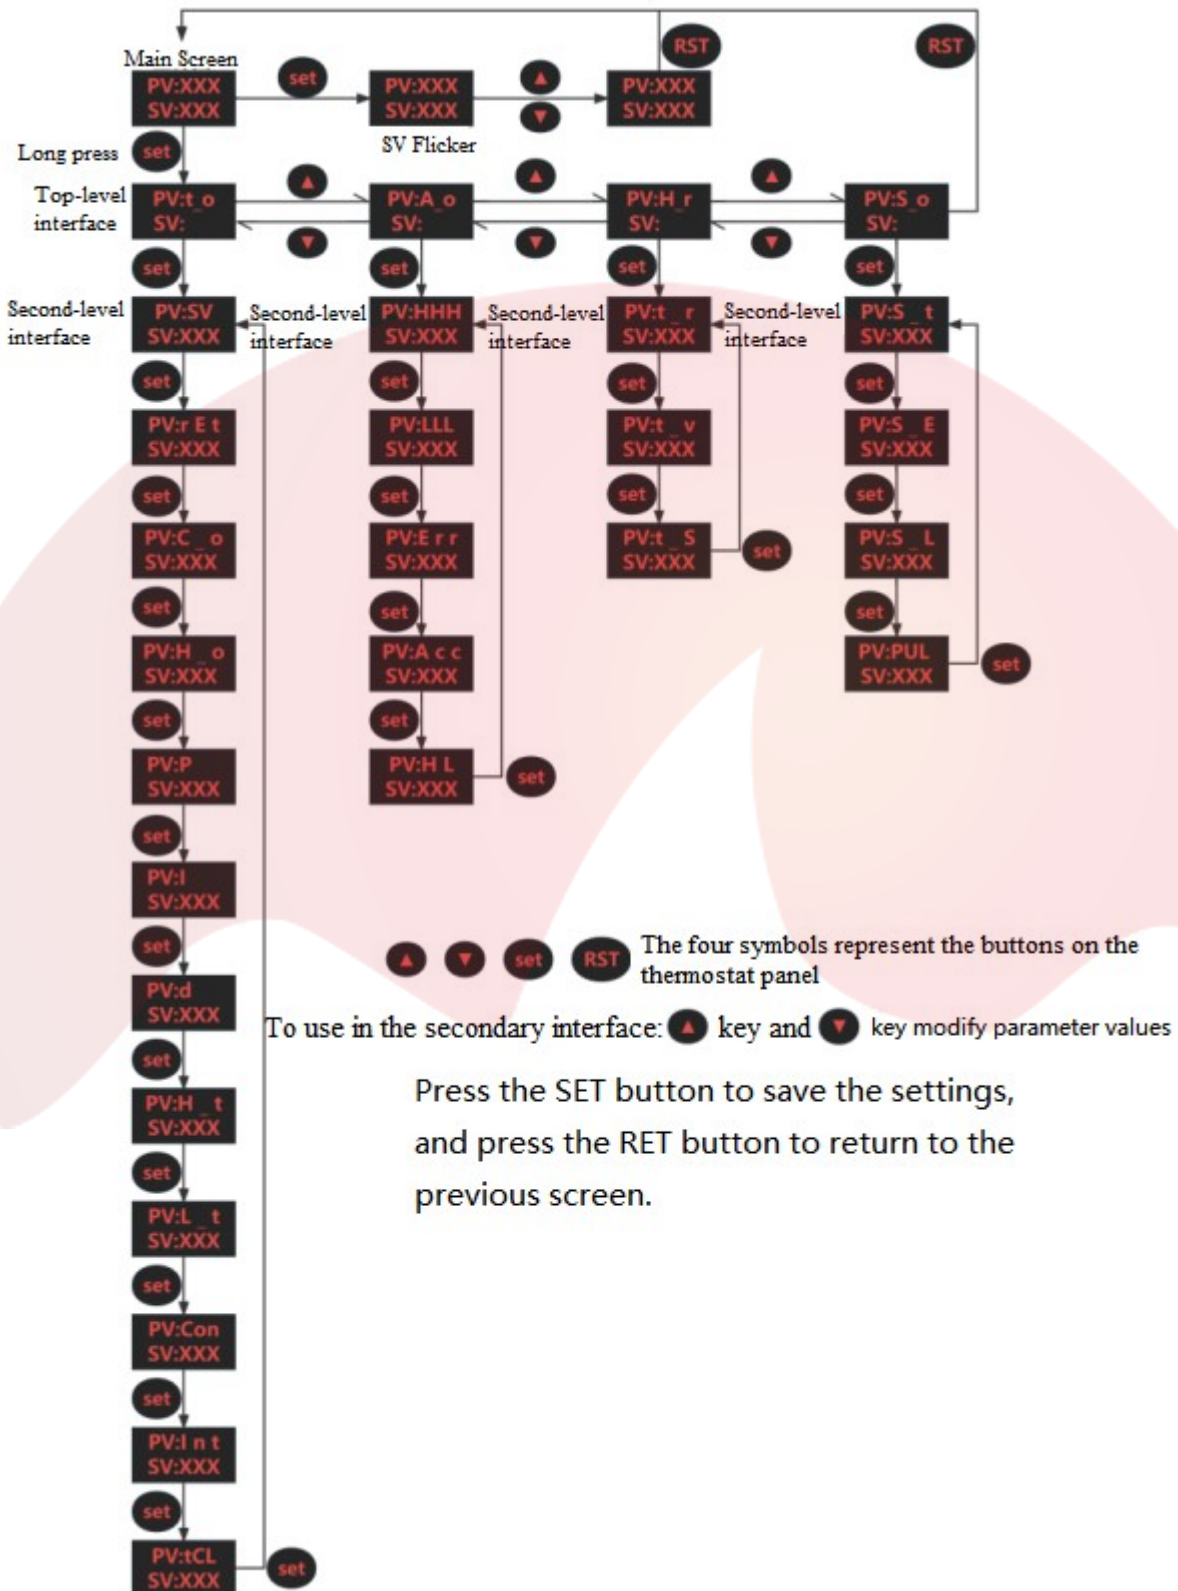 RST
RST
Main Screen
PV:XXX
SV:XXX
set
PV:XXX
SV:XXX
▲
▼
PV:XXX
SV:XXX
SV Flicker
Long press
set
Top-level
interface
PV:t_o
SV:
▲
▼
PV:A_o
SV:
▲
▼
PV:H_r
SV:
▲
▼
PV:S_o
SV:
set
set
set
set
Second-level
interface
PV:SV
SV:XXX
Second-level
interface
PV:HHH
SV:XXX
Second-level
interface
PV:t_r
SV:XXX
Second-level
interface
PV:S_t
SV:XXX
set
set
set
set
PV:r E t
SV:XXX
PV:LLL
SV:XXX
PV:t_v
SV:XXX
PV:S_E
SV:XXX
set
set
set
set
PV:C_o
SV:XXX
PV:E r r
SV:XXX
PV:t_S
SV:XXX
set
PV:S_L
SV:XXX
set
set
set
PV:H_o
SV:XXX
PV:A c c
SV:XXX
PV:PUL
SV:XXX
set
set
set
PV:P
SV:XXX
PV:H L
SV:XXX
set
set
PV:I
SV:XXX
set
▲ ▼ set RST The four symbols represent the buttons on the
thermostat panel
PV:d
SV:XXX
To use in the secondary interface: ▲ key and ▼ key modify parameter values
set
Press the SET button to save the settings,
and press the RET button to return to the
previous screen.
PV:H_t
SV:XXX
set
PV:L_t
SV:XXX
set
PV:Con
SV:XXX
set
PV:I n t
SV:XXX
set
PV:tCL
SV:XXX
set